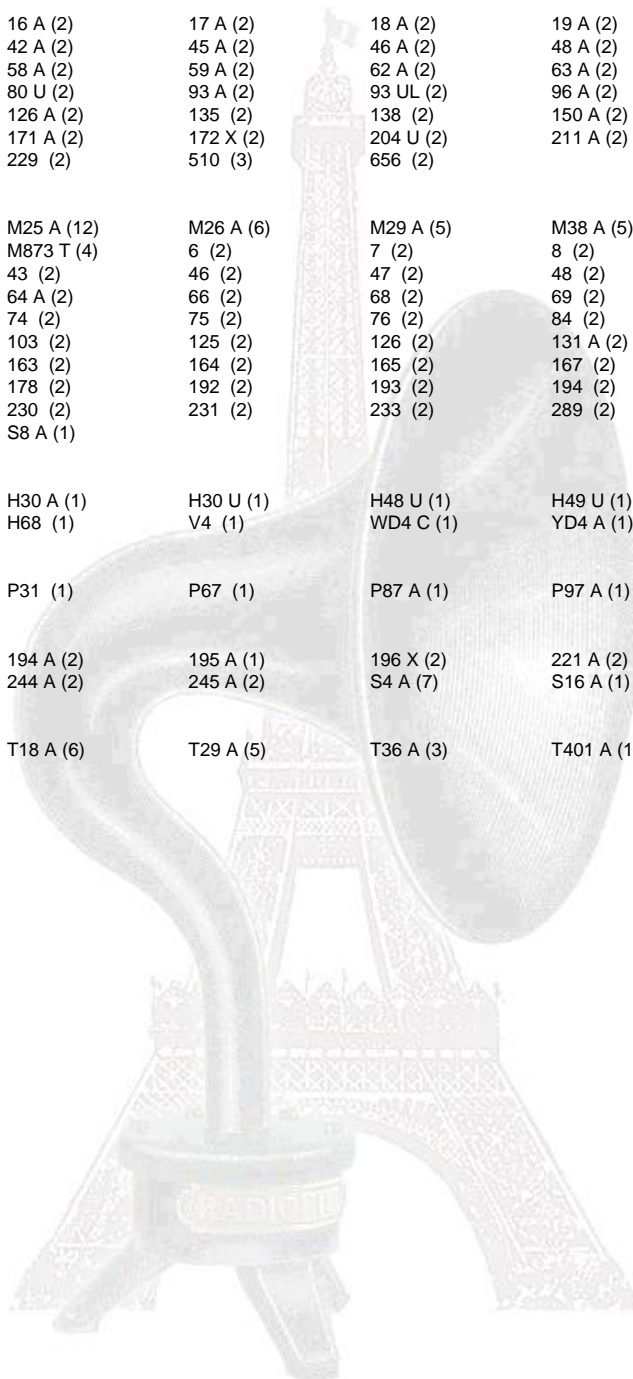 16 A (2) 17 A (2) 18 A (2) 19 A (2)
42 A (2) 45 A (2) 46 A (2) 48 A (2)
58 A (2) 59 A (2) 62 A (2) 63 A (2)
80 U (2) 93 A (2) 93 UL (2) 96 A (2)
126 A (2) 135 (2) 138 (2) 150 A (2)
171 A (2) 172 X (2) 204 U (2) 211 A (2)
229 (2) 510 (3) 656 (2)
M25 A (12) M26 A (6) M29 A (5) M38 A (5)
M873 T (4) 6 (2) 7 (2) 8 (2)
43 (2) 46 (2) 47 (2) 48 (2)
64 A (2) 66 (2) 68 (2) 69 (2)
74 (2) 75 (2) 76 (2) 84 (2)
103 (2) 125 (2) 126 (2) 131 A (2)
163 (2) 164 (2) 165 (2) 167 (2)
178 (2) 192 (2) 193 (2) 194 (2)
230 (2) 231 (2) 233 (2) 289 (2)
S8 A (1)
H30 A (1) H30 U (1) H48 U (1) H49 U (1)
H68 (1) V4 (1) WD4 C (1) YD4 A (1)
P31 (1) P67 (1) P87 A (1) P97 A (1)
194 A (2) 195 A (1) 196 X (2) 221 A (2)
244 A (2) 245 A (2) S4 A (7) S16 A (1)
T18 A (6) T29 A (5) T36 A (3) T401 A (1